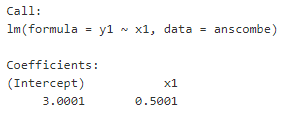 Call:
lm(formula = y1 ~ x1, data = anscombe)
Coefficients:
(Intercept) x1
3.0001 0.5001